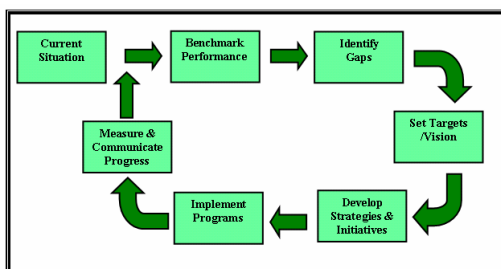 Current
Situation
Benchmark
Performance
Identify
Gaps
Set Targets
/Vision
Develop
Strategies &
Initiatives
Implement
Programs
Measure &
Communicate
Progress